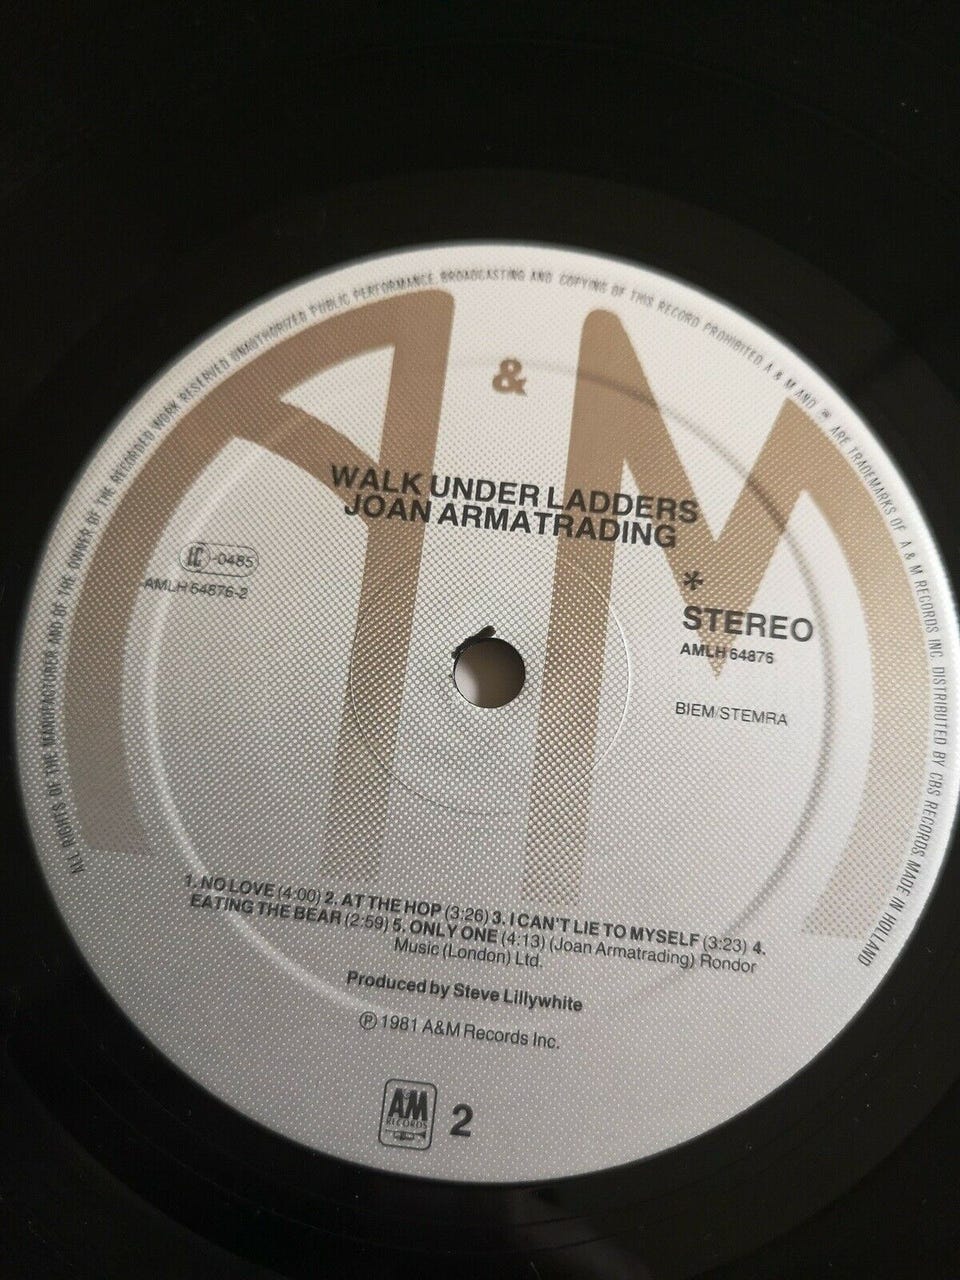 ALL RIGHTS OF THE MANUFACTURER AND OF THE OWNER OF THE RECORDED WORK RESERVED UNAUTHORIZED PUBLIC PERFORMANCE, BROADCASTING AND COPYING OF THIS RECORD PROHIBITED. A & M AND ARE TRADEMARKS OF A & M RECORDS INC. DISTRIBUTED BY CBS RECORDS. MADE IN HOLLAND
A & M
WALK UNDER LADDERS
JOAN ARMATRADING
LC -0485
AMLH 64876-2
*
STEREO
AMLH 64876
BIEM/STEMRA
1. NO LOVE (4:00) 2. AT THE HOP (3:26) 3. I CAN'T LIE TO MYSELF (3:23) 4.
EATING THE BEAR (2:59) 5. ONLY ONE (4:13) (Joan Armatrading) Rondor
Music (London) Ltd.
Produced by Steve Lillywhite
℗ 1981 A&M Records Inc.
AM
RECORDS
2